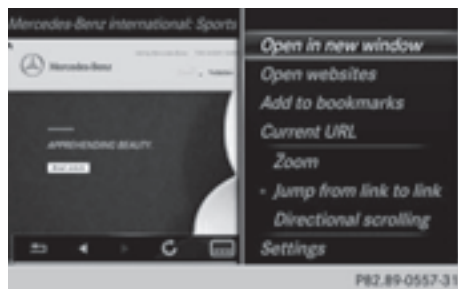 Mercedes-Benz international: Sports
Mercedes-Benz
APPREHENDING BEAUTY.
Open in new window
Open websites
Add to bookmarks
Current URL
Zoom
Jump from link to link
Directional scrolling
Settings
P82.89-0557-31